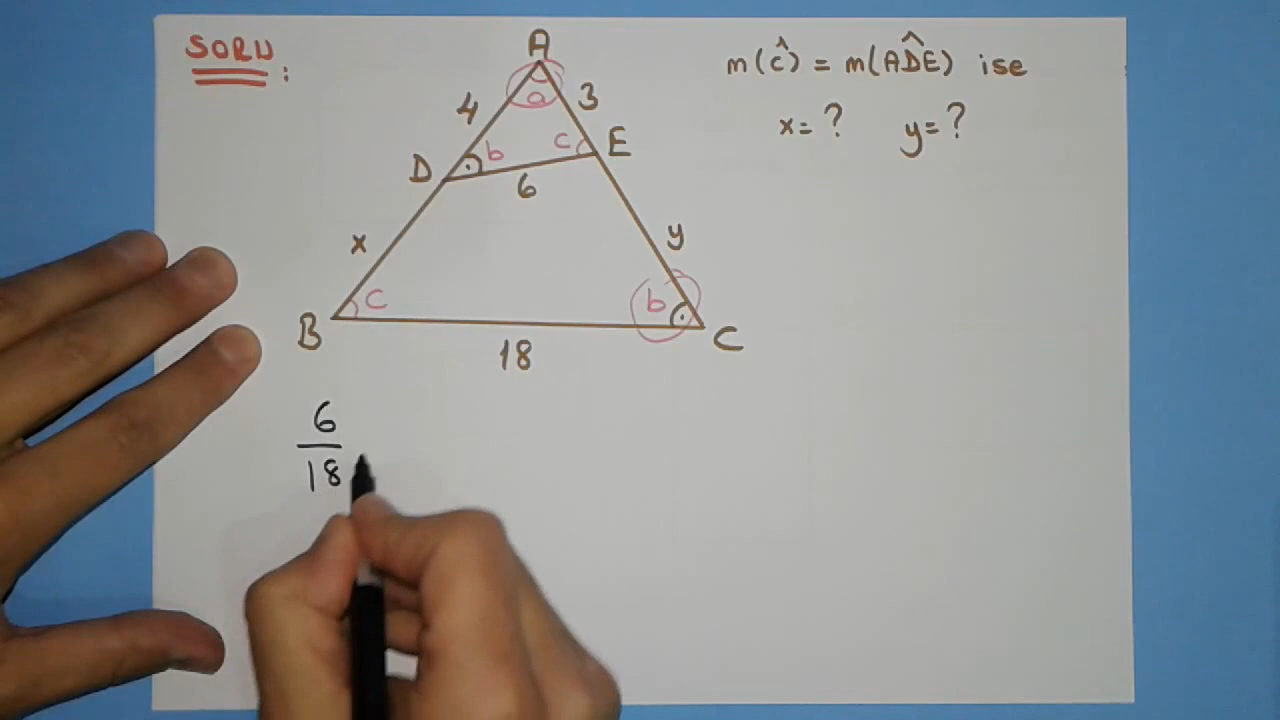 SORU :
m(Ĉ) = m(AD̂E) ise
x=? y=?
A
4 a 3
D b c E
6
x y
B c b C
18
6
18